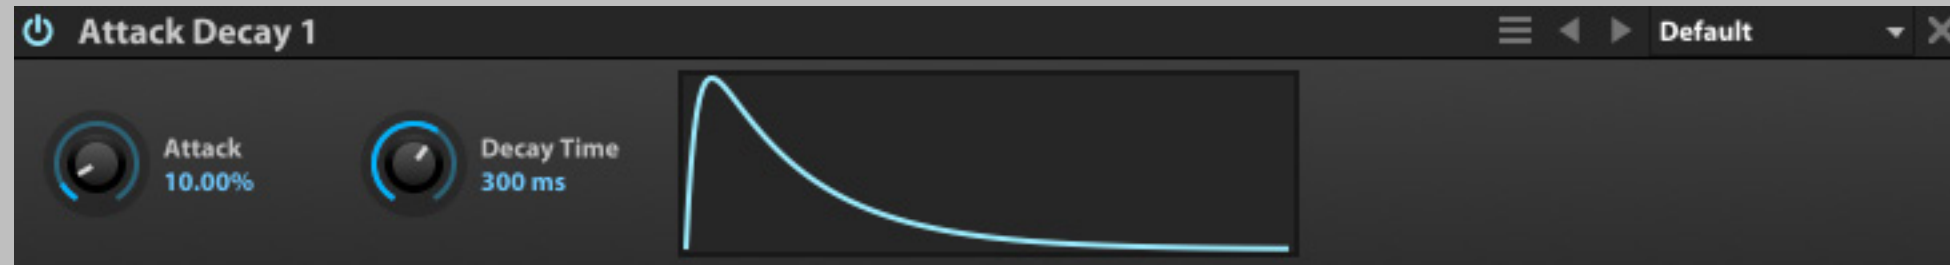 Attack Decay 1
Default
Attack
10.00%
Decay Time
300 ms